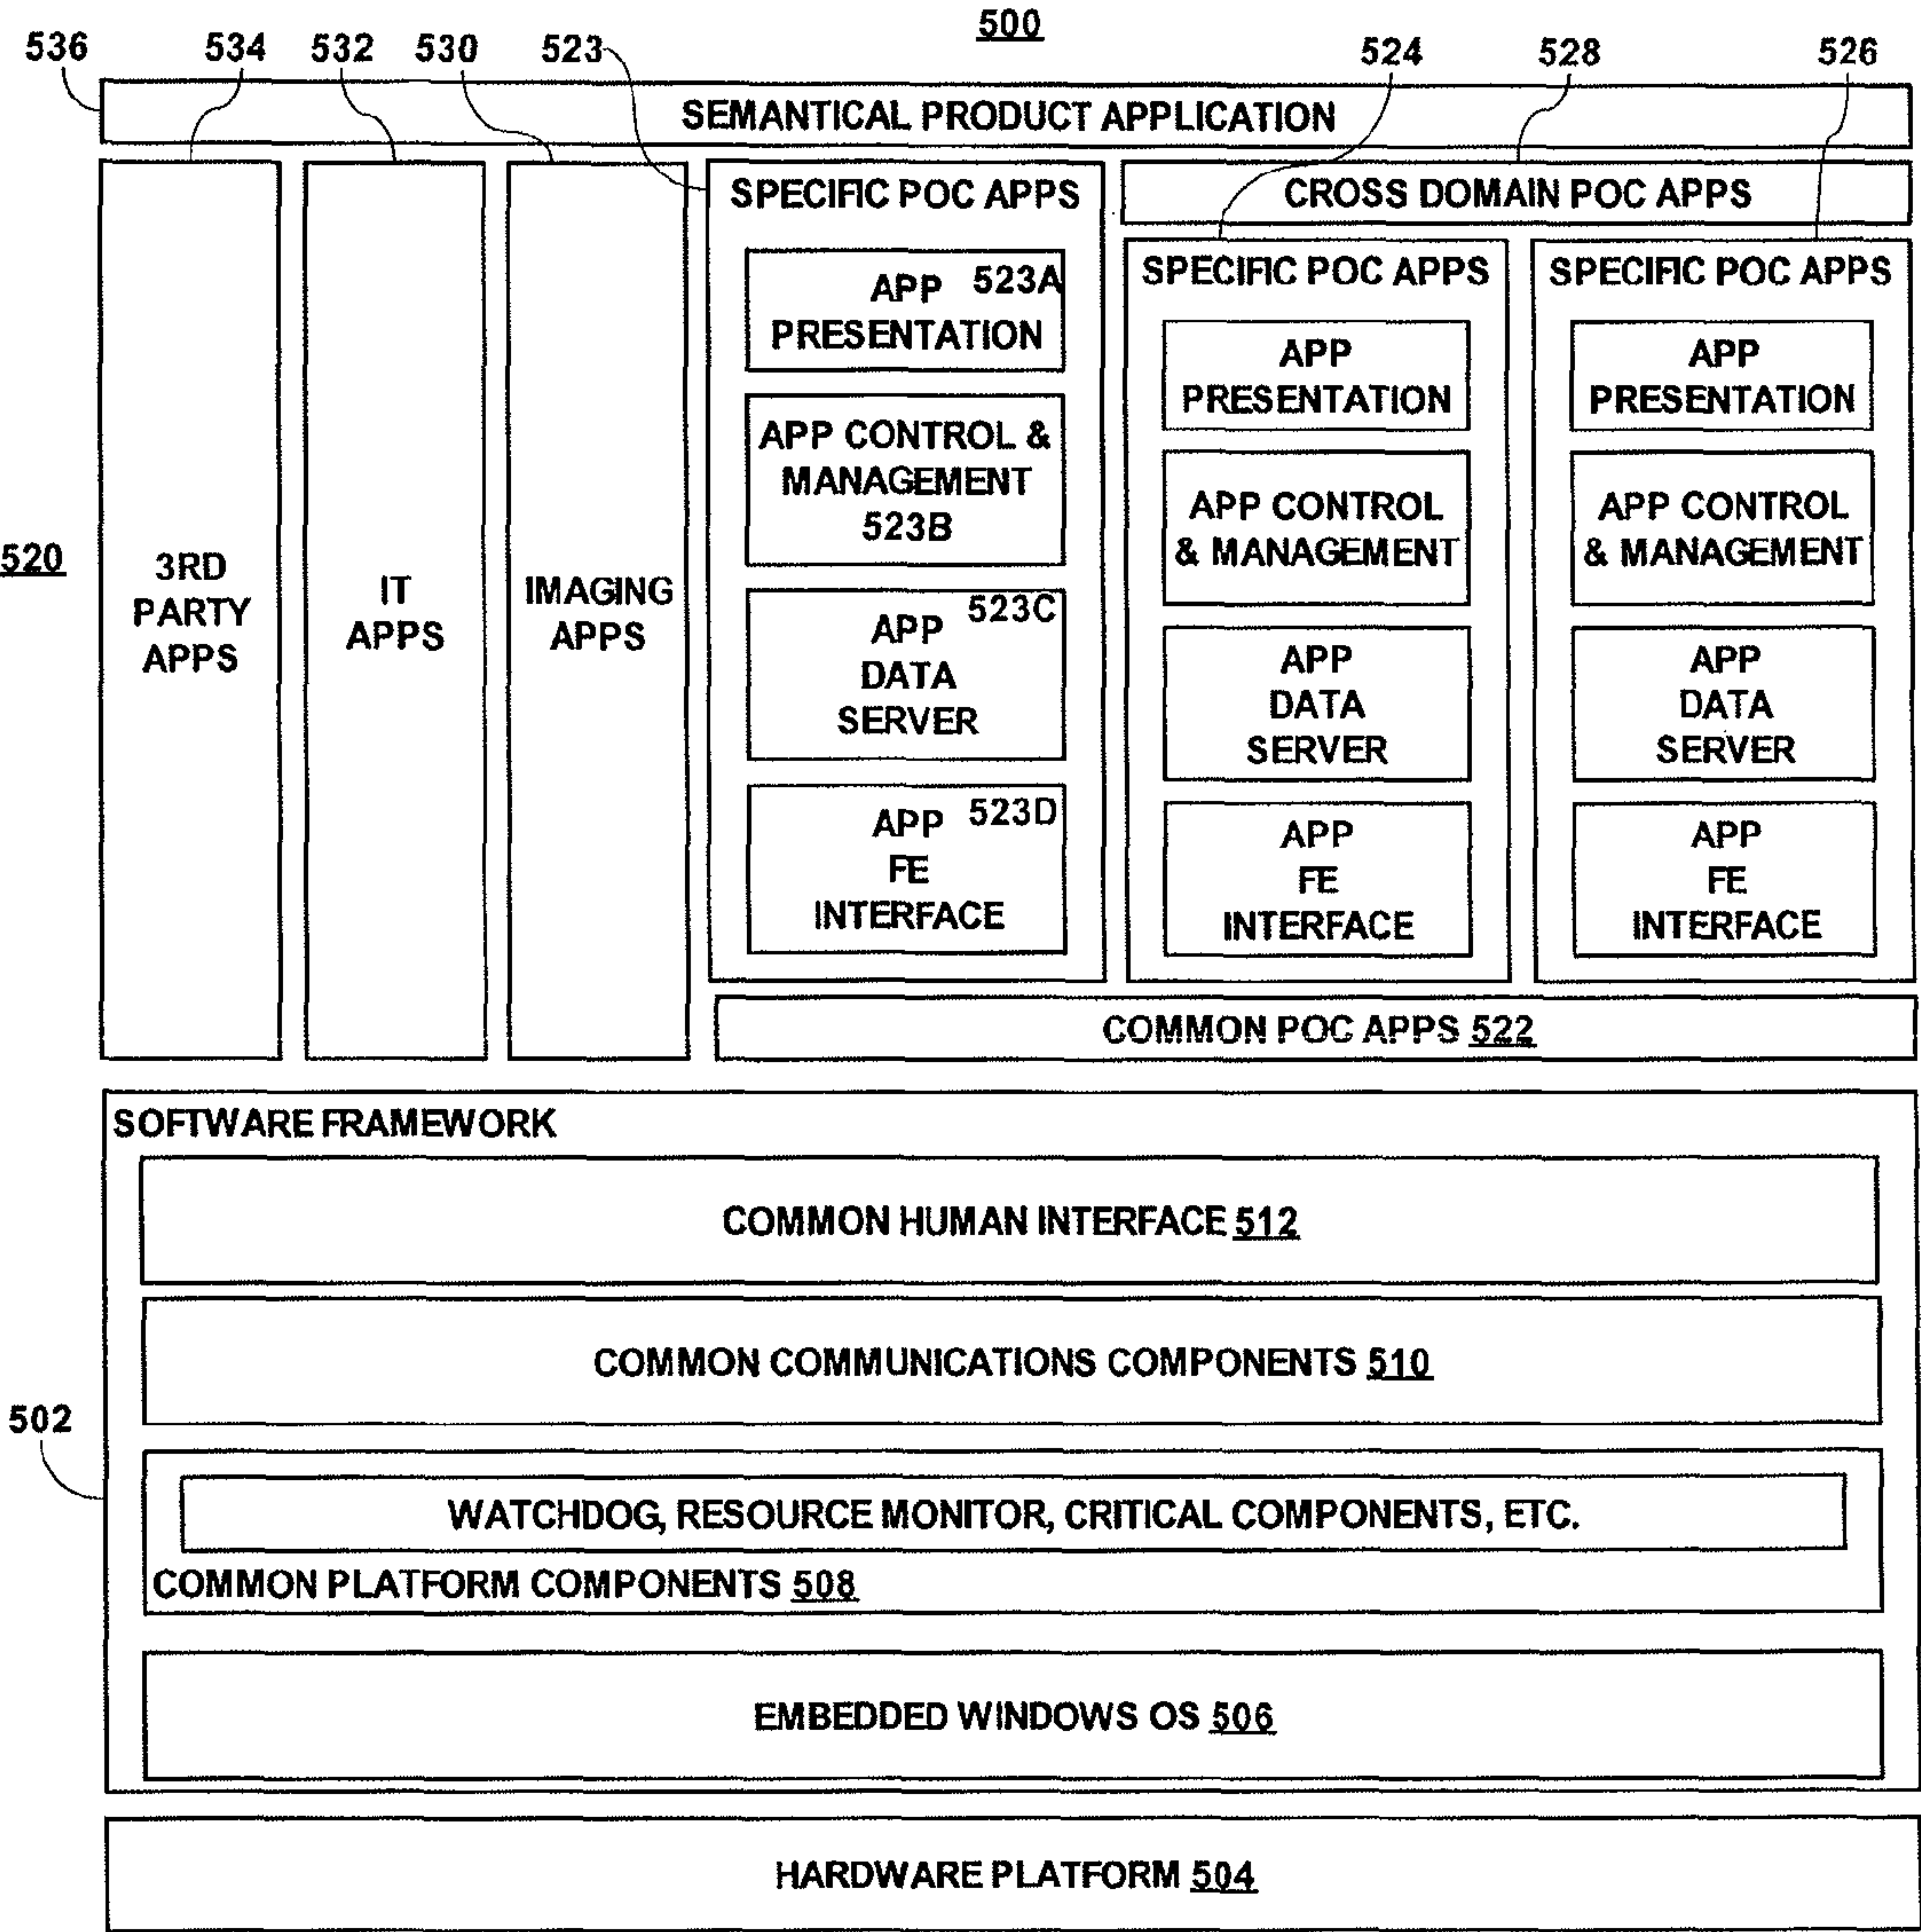 500
536
534
532
530
523
524
528
526
SEMANTICAL PRODUCT APPLICATION
520
3RD
PARTY
APPS
IT
APPS
IMAGING
APPS
SPECIFIC POC APPS
APP 523A
PRESENTATION
APP CONTROL &
MANAGEMENT
523B
523C
APP
DATA
SERVER
APP 523D
FE
INTERFACE
CROSS DOMAIN POC APPS
SPECIFIC POC APPS
APP
PRESENTATION
APP CONTROL
& MANAGEMENT
APP
DATA
SERVER
APP
FE
INTERFACE
SPECIFIC POC APPS
APP
PRESENTATION
APP CONTROL
& MANAGEMENT
APP
DATA
SERVER
APP
FE
INTERFACE
COMMON POC APPS 522
SOFTWARE FRAMEWORK
COMMON HUMAN INTERFACE 512
COMMON COMMUNICATIONS COMPONENTS 510
502
WATCHDOG, RESOURCE MONITOR, CRITICAL COMPONENTS, ETC.
COMMON PLATFORM COMPONENTS 508
EMBEDDED WINDOWS OS 506
HARDWARE PLATFORM 504